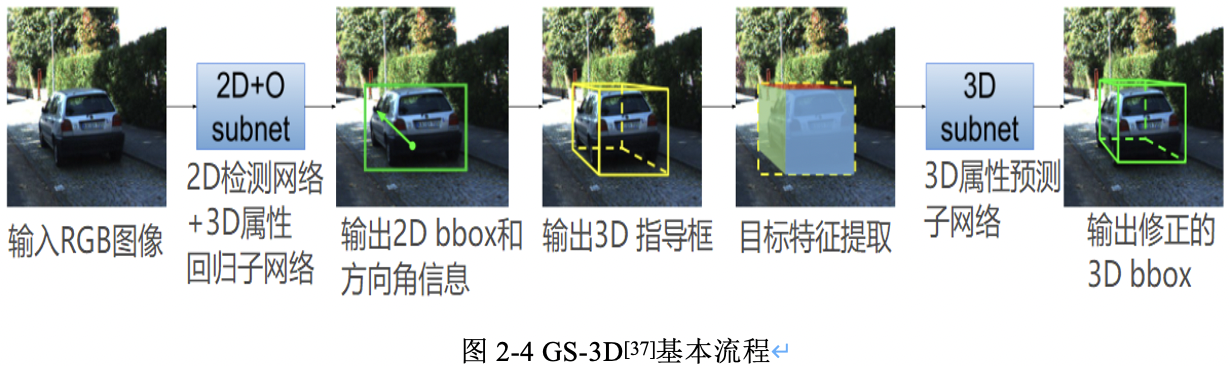 2D+O
subnet
3D
subnet
输入RGB图像
2D检测网络
+3D属性
回归子网络
输出2D bbox和
方向角信息
输出3D 指导框
目标特征提取
3D属性预测
子网络
输出修正的
3D bbox
图 2-4 GS-3D[37]基本流程↵